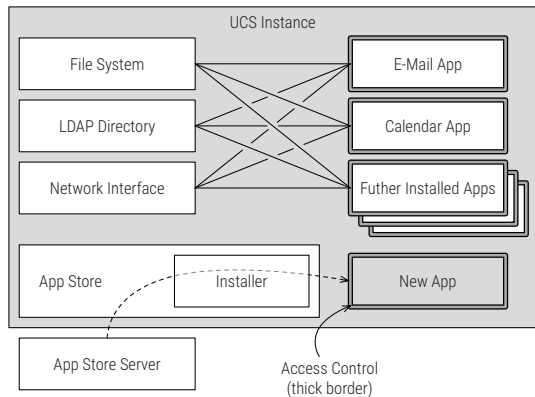 UCS Instance
File System
E-Mail App
LDAP Directory
Calendar App
Network Interface
Futher Installed Apps
App Store
Installer
New App
App Store Server
Access Control
(thick border)